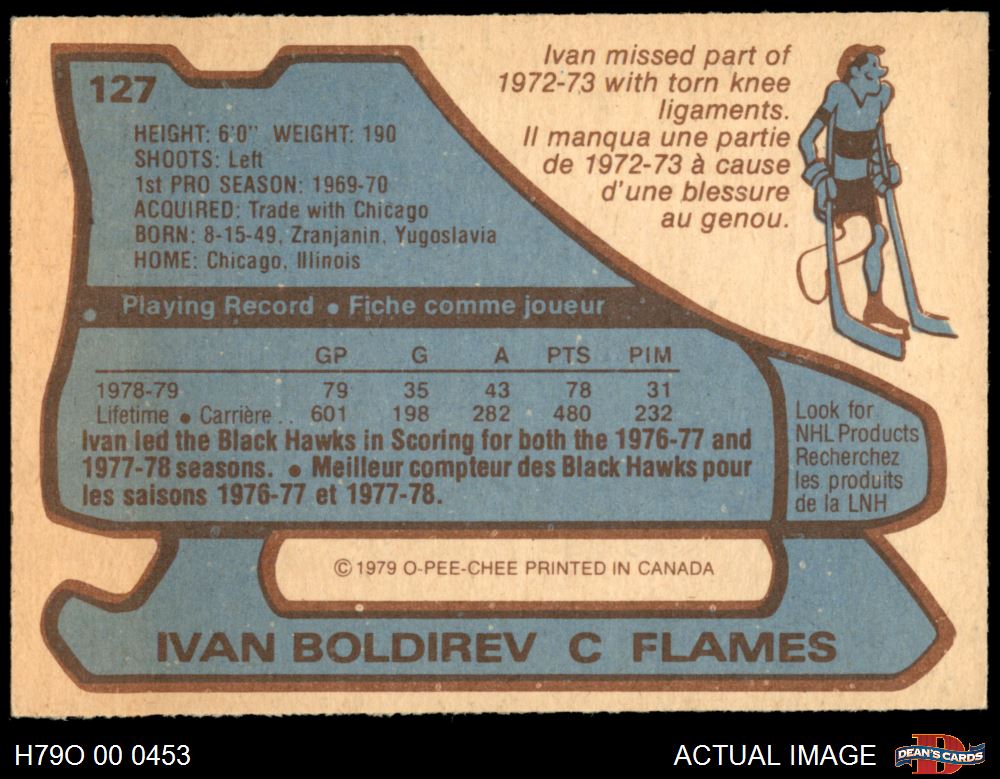 127
HEIGHT: 6'0" WEIGHT: 190
SHOOTS: Left
1st PRO SEASON: 1969-70
ACQUIRED: Trade with Chicago
BORN: 8-15-49, Zranjanin, Yugoslavia
HOME: Chicago, Illinois
Ivan missed part of
1972-73 with torn knee
ligaments.
Il manqua une partie
de 1972-73 à cause
d'une blessure
au genou.
Playing Record • Fiche comme joueur
GP G A PTS PIM
1978-79 79 35 43 78 31
Lifetime • Carrière . . 601 198 282 480 232
Ivan led the Black Hawks in Scoring for both the 1976-77 and
1977-78 seasons. • Meilleur compteur des Black Hawks pour
les saisons 1976-77 et 1977-78.
Look for
NHL Products
Recherchez
les produits
de la LNH
© 1979 O-PEE-CHEE PRINTED IN CANADA
IVAN BOLDIREV C FLAMES
H79O 00 0453
ACTUAL IMAGE
DEAN'S CARDS